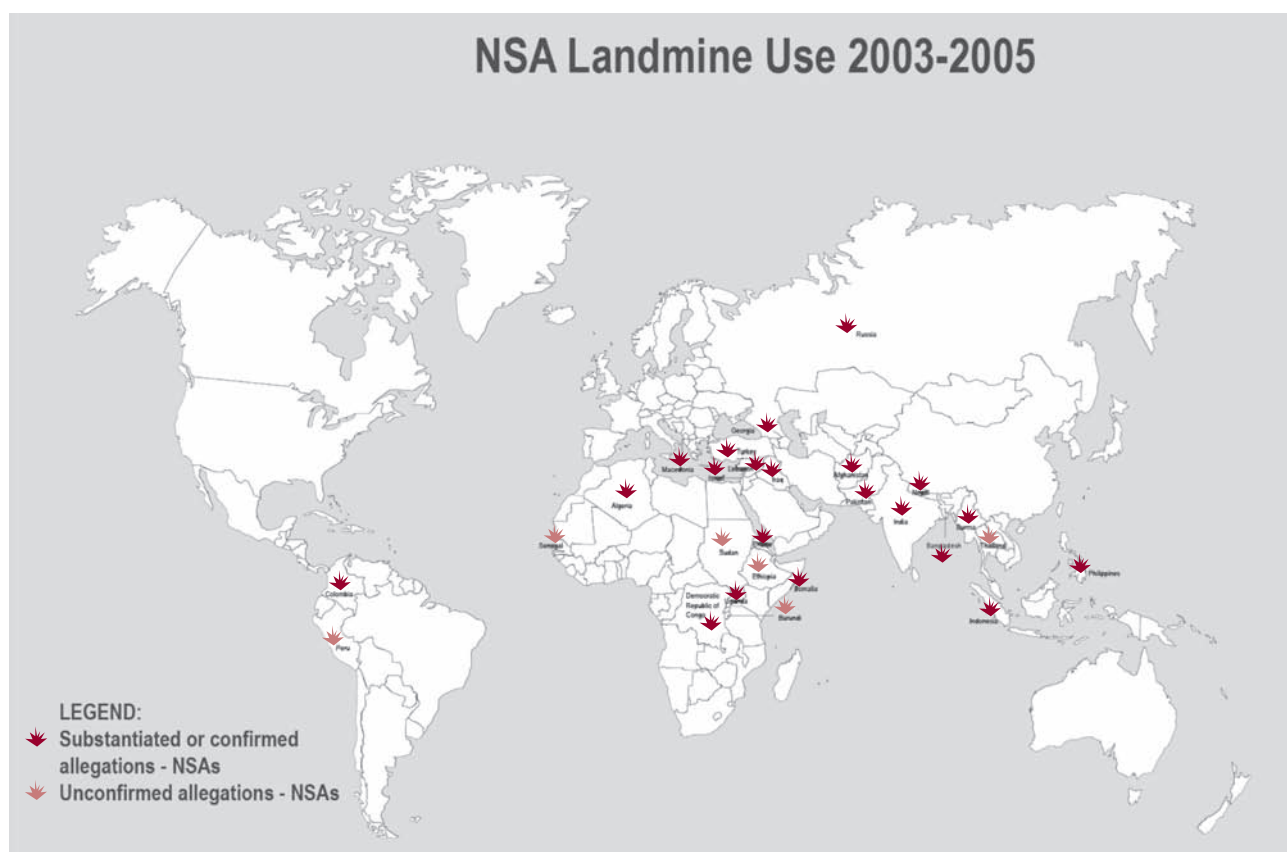 NSA Landmine Use 2003-2005
Russia
Georgia
Turkey
Macedonia
Israel
Lebanon
Iraq
Afghanistan
Pakistan
Nepal
India
Burma
Bangladesh
Thailand
Philippines
Indonesia
Algeria
Senegal
Sudan
Ethiopia
Somalia
Uganda
Burundi
Democratic
Republic of
Congo
Colombia
Peru
LEGEND:
Substantiated or confirmed
allegations - NSAs
Unconfirmed allegations - NSAs